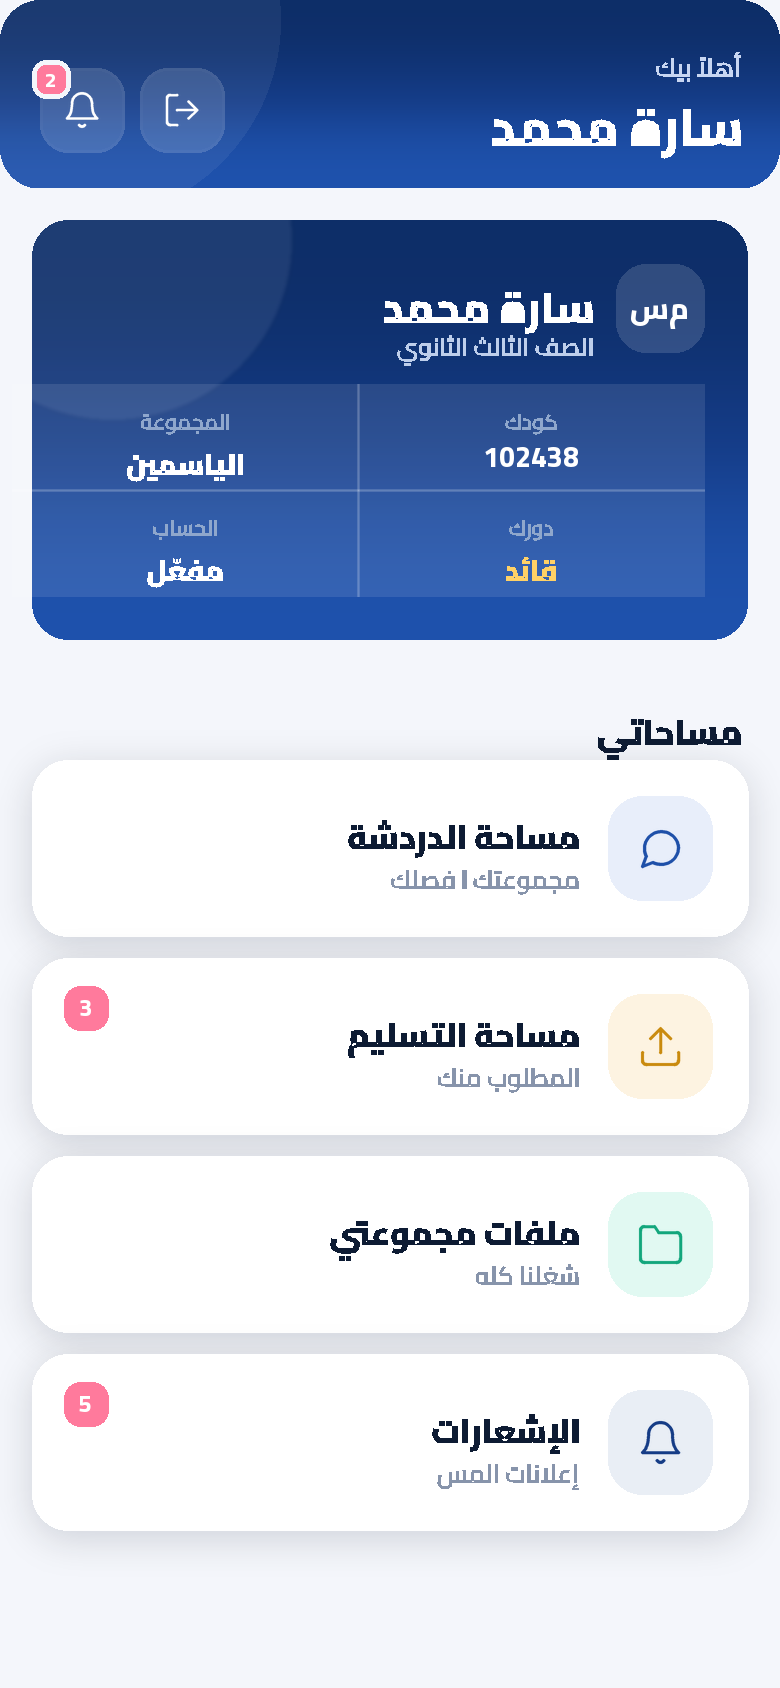 أهلاً بيك
2
سارة محمد
مس
سارة محمد
الصف الثالث الثانوي
كودك
المجموعة
102438
الياسمين
دورك
الحساب
قائد
مفعّل
مساحاتي
مساحة الدردشة
مجموعتك | فصلك
3
مساحة التسليم
المطلوب منك
ملفات مجموعتي
شغلنا كله
5
الإشعارات
إعلانات المس